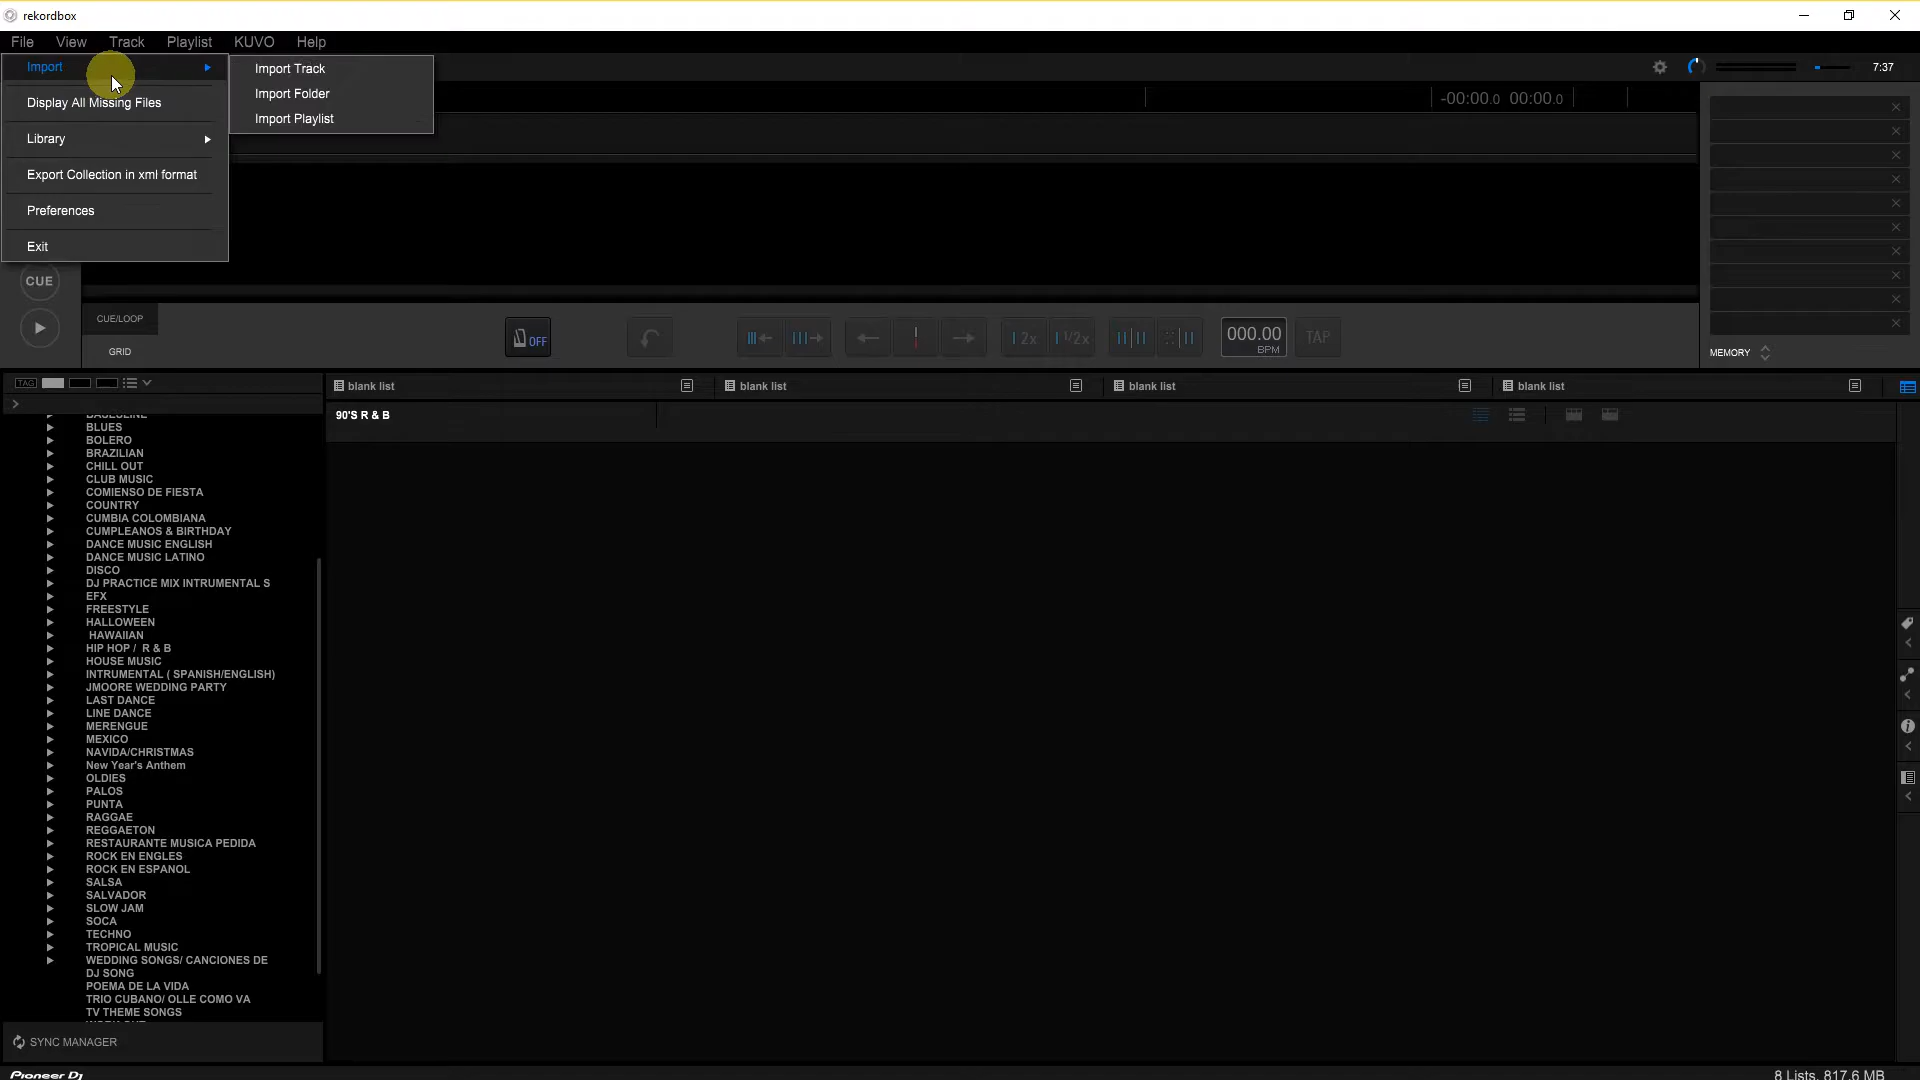 rekordbox
File View Track Playlist KUVO Help
Import
Display All Missing Files
Library
Export Collection in xml format
Preferences
Exit
Import Track
Import Folder
Import Playlist
7:37
-00:00.0 00:00.0
CUE
CUE/LOOP
GRID
OFF
2x
1/2x
000.00
BPM
TAP
MEMORY
TAG
blank list
blank list
blank list
blank list
90'S R & B
BLUES
BOLERO
BRAZILIAN
CHILL OUT
CLUB MUSIC
COMIENSO DE FIESTA
COUNTRY
CUMBIA COLOMBIANA
CUMPLEANOS & BIRTHDAY
DANCE MUSIC ENGLISH
DANCE MUSIC LATINO
DISCO
DJ PRACTICE MIX INTRUMENTAL S
EFX
FREESTYLE
HALLOWEEN
HAWAIIAN
HIP HOP / R & B
HOUSE MUSIC
INTRUMENTAL ( SPANISH/ENGLISH)
JMOORE WEDDING PARTY
LAST DANCE
LINE DANCE
MERENGUE
MEXICO
NAVIDA/CHRISTMAS
New Year's Anthem
OLDIES
PALOS
PUNTA
RAGGAE
REGGAETON
RESTAURANTE MUSICA PEDIDA
ROCK EN ENGLES
ROCK EN ESPANOL
SALSA
SALVADOR
SLOW JAM
SOCA
TECHNO
TROPICAL MUSIC
WEDDING SONGS/ CANCIONES DE
DJ SONG
POEMA DE LA VIDA
TRIO CUBANO/ OLLE COMO VA
TV THEME SONGS
SYNC MANAGER
Pioneer Dj
8 Lists, 817.6 MB